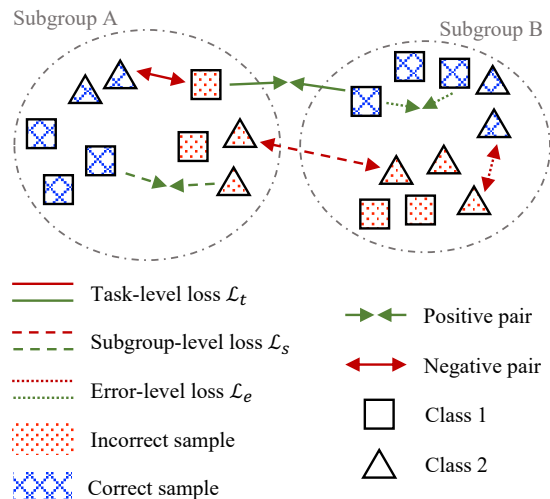 Subgroup A
Subgroup B
Task-level loss ℒt
Subgroup-level loss ℒs
Error-level loss ℒe
Incorrect sample
Correct sample
Positive pair
Negative pair
Class 1
Class 2